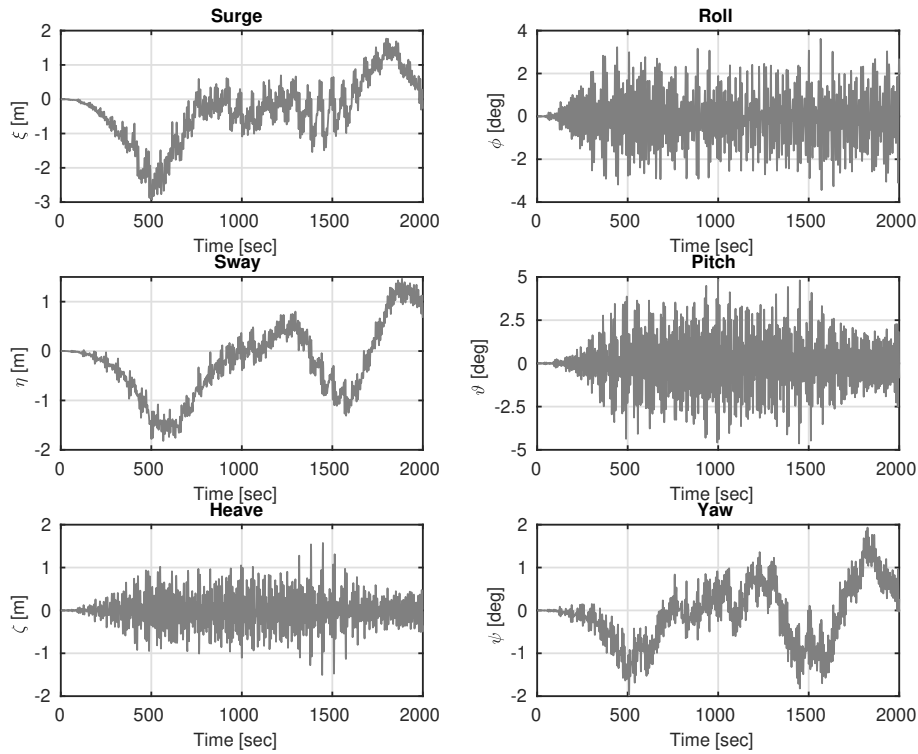 Surge
2
1
0
-1
-2
-3
ξ [m]
0 500 1000 1500 2000
Time [sec]
Roll
4
2
0
-2
-4
ϕ [deg]
0 500 1000 1500 2000
Time [sec]
Sway
1
0
-1
-2
η [m]
0 500 1000 1500 2000
Time [sec]
Pitch
5
2.5
0
-2.5
-5
ϑ [deg]
0 500 1000 1500 2000
Time [sec]
Heave
2
1
0
-1
-2
ζ [m]
0 500 1000 1500 2000
Time [sec]
Yaw
2
1
0
-1
-2
ψ [deg]
0 500 1000 1500 2000
Time [sec]